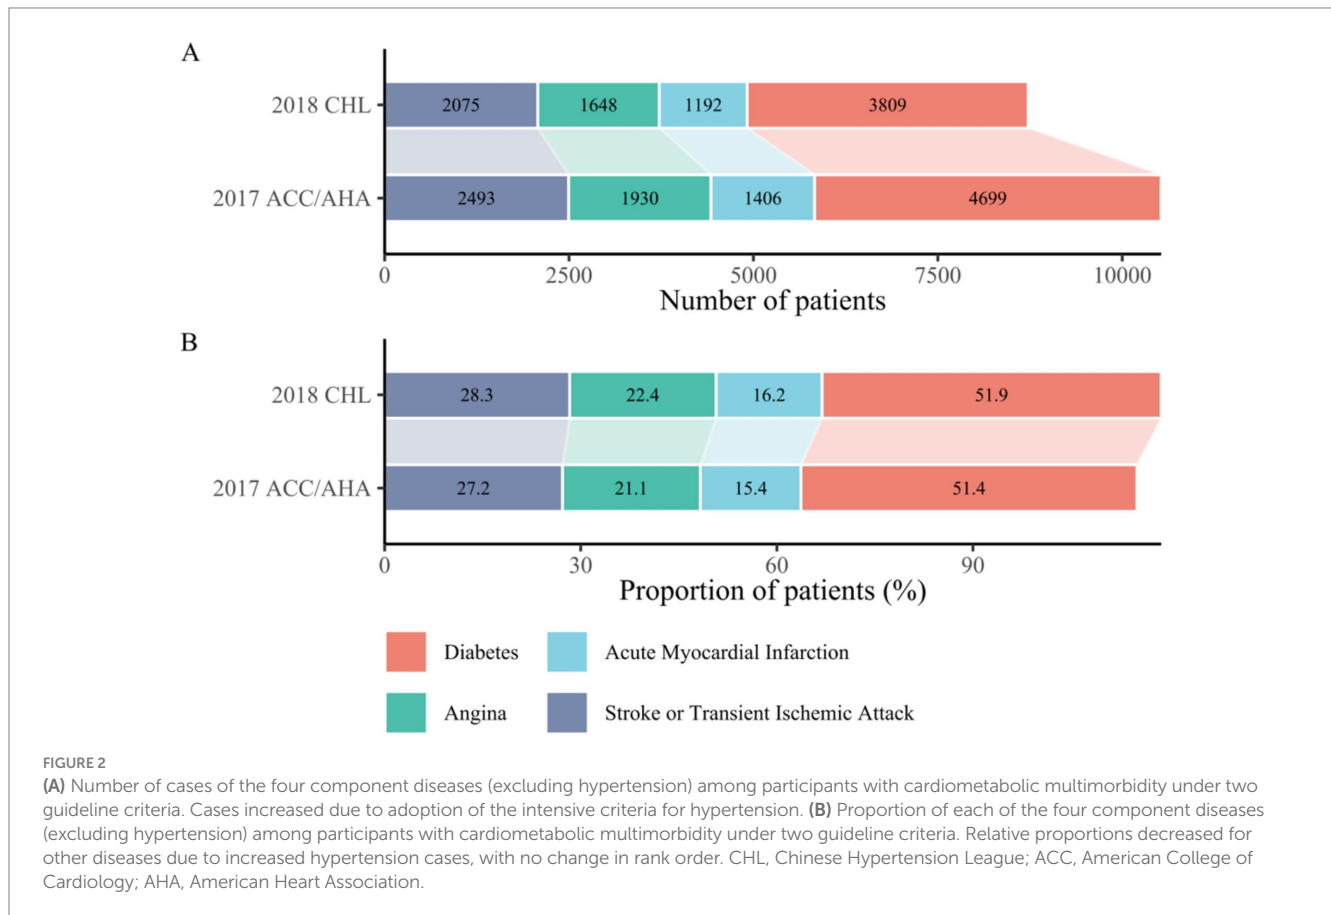 A
2018 CHL
2075 1648 1192 3809
2017 ACC/AHA
2493 1930 1406 4699
0 2500 5000 7500 10000
Number of patients
B
2018 CHL
28.3 22.4 16.2 51.9
2017 ACC/AHA
27.2 21.1 15.4 51.4
0 30 60 90
Proportion of patients (%)
Diabetes Acute Myocardial Infarction
Angina Stroke or Transient Ischemic Attack
FIGURE 2
(A) Number of cases of the four component diseases (excluding hypertension) among participants with cardiometabolic multimorbidity under two
guideline criteria. Cases increased due to adoption of the intensive criteria for hypertension. (B) Proportion of each of the four component diseases
(excluding hypertension) among participants with cardiometabolic multimorbidity under two guideline criteria. Relative proportions decreased for
other diseases due to increased hypertension cases, with no change in rank order. CHL, Chinese Hypertension League; ACC, American College of
Cardiology; AHA, American Heart Association.